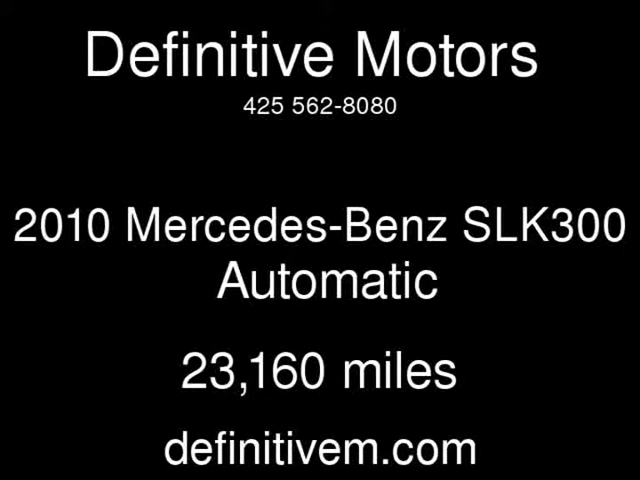 Definitive Motors
425 562-8080
2010 Mercedes-Benz SLK300
Automatic
23,160 miles
definitivem.com